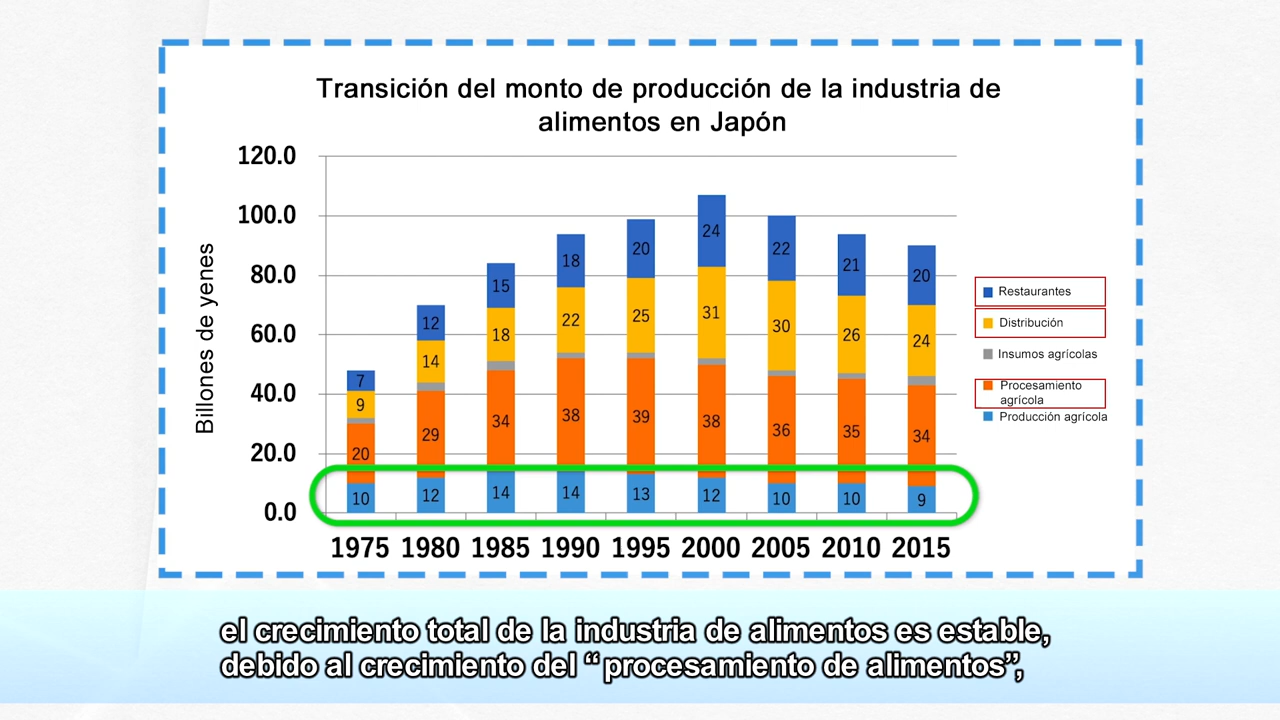 Transición del monto de producción de la industria de
alimentos en Japón
Billones de yenes
120.0
100.0
80.0
60.0
40.0
20.0
0.0
7 12 15 18 20 24 22 21 20
9 14 18 22 25 31 30 26 24
20 29 34 38 39 38 36 35 34
10 12 14 14 13 12 10 10 9
1975 1980 1985 1990 1995 2000 2005 2010 2015
Restaurantes
Distribución
Insumos agrícolas
Procesamiento
agrícola
Producción agrícola
el crecimiento total de la industria de alimentos es estable,
debido al crecimiento del “ procesamiento de alimentos”,